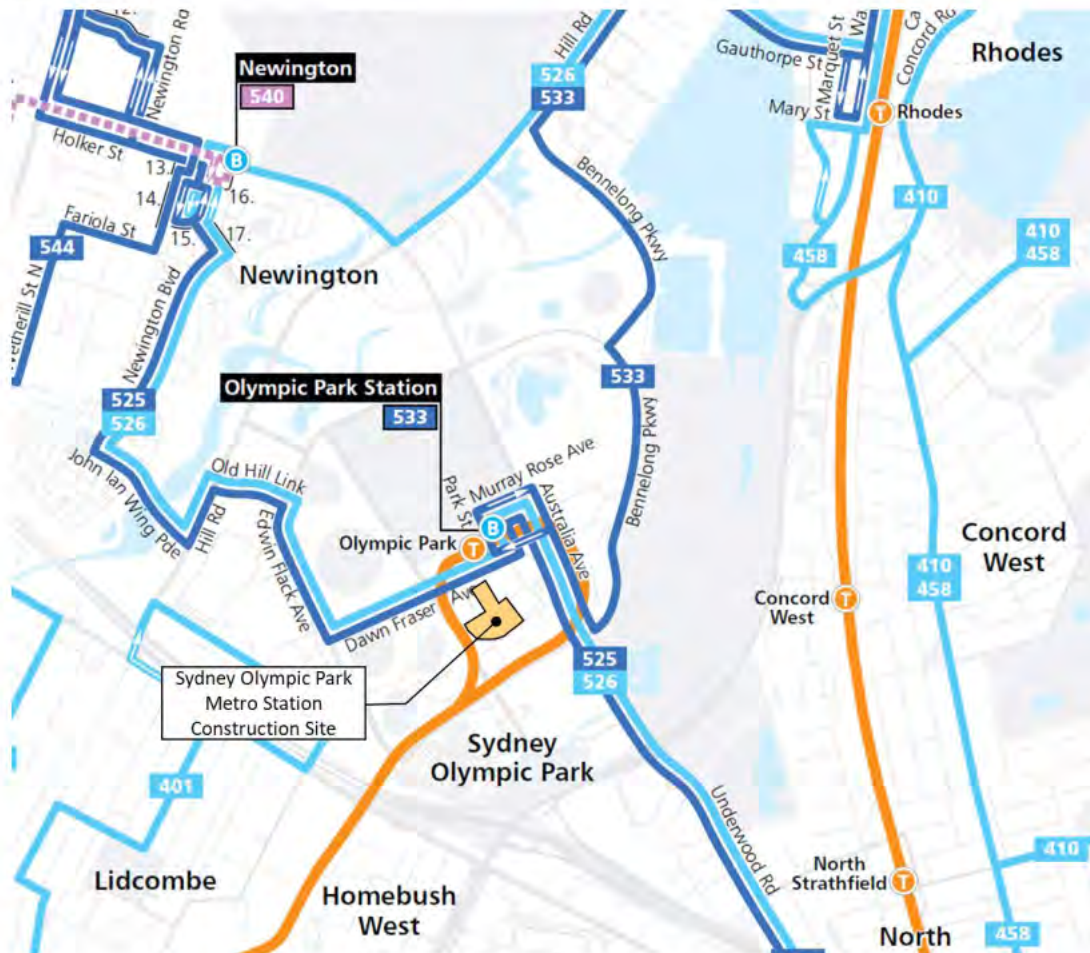 12.
Newington Rd
Newington
540
Holker St
13.
14.
15.
16.
17.
Fariola St
544
Newington Bvd
Newington
525
526
John Ian Wing Pde
Hill Rd
Old Hill Link
Edwin Flack Ave
Hill Rd
526
533
Bennelong Pkwy
533
Bennelong Pkwy
Olympic Park Station
533
Murray Rose Ave
Park St
Australia Ave
B
B
Olympic Park
T
Dawn Fraser Ave
Sydney Olympic Park
Metro Station
Construction Site
525
526
Sydney
Olympic Park
Underwood Rd
401
Lidcombe
Homebush
West
Gauthorpe St
Marquet St
Mary St
Concord Rd
Rhodes
T
Rhodes
410
458
410
458
410
458
Concord
West
Concord
West
T
North
Strathfield
T
410
458
North